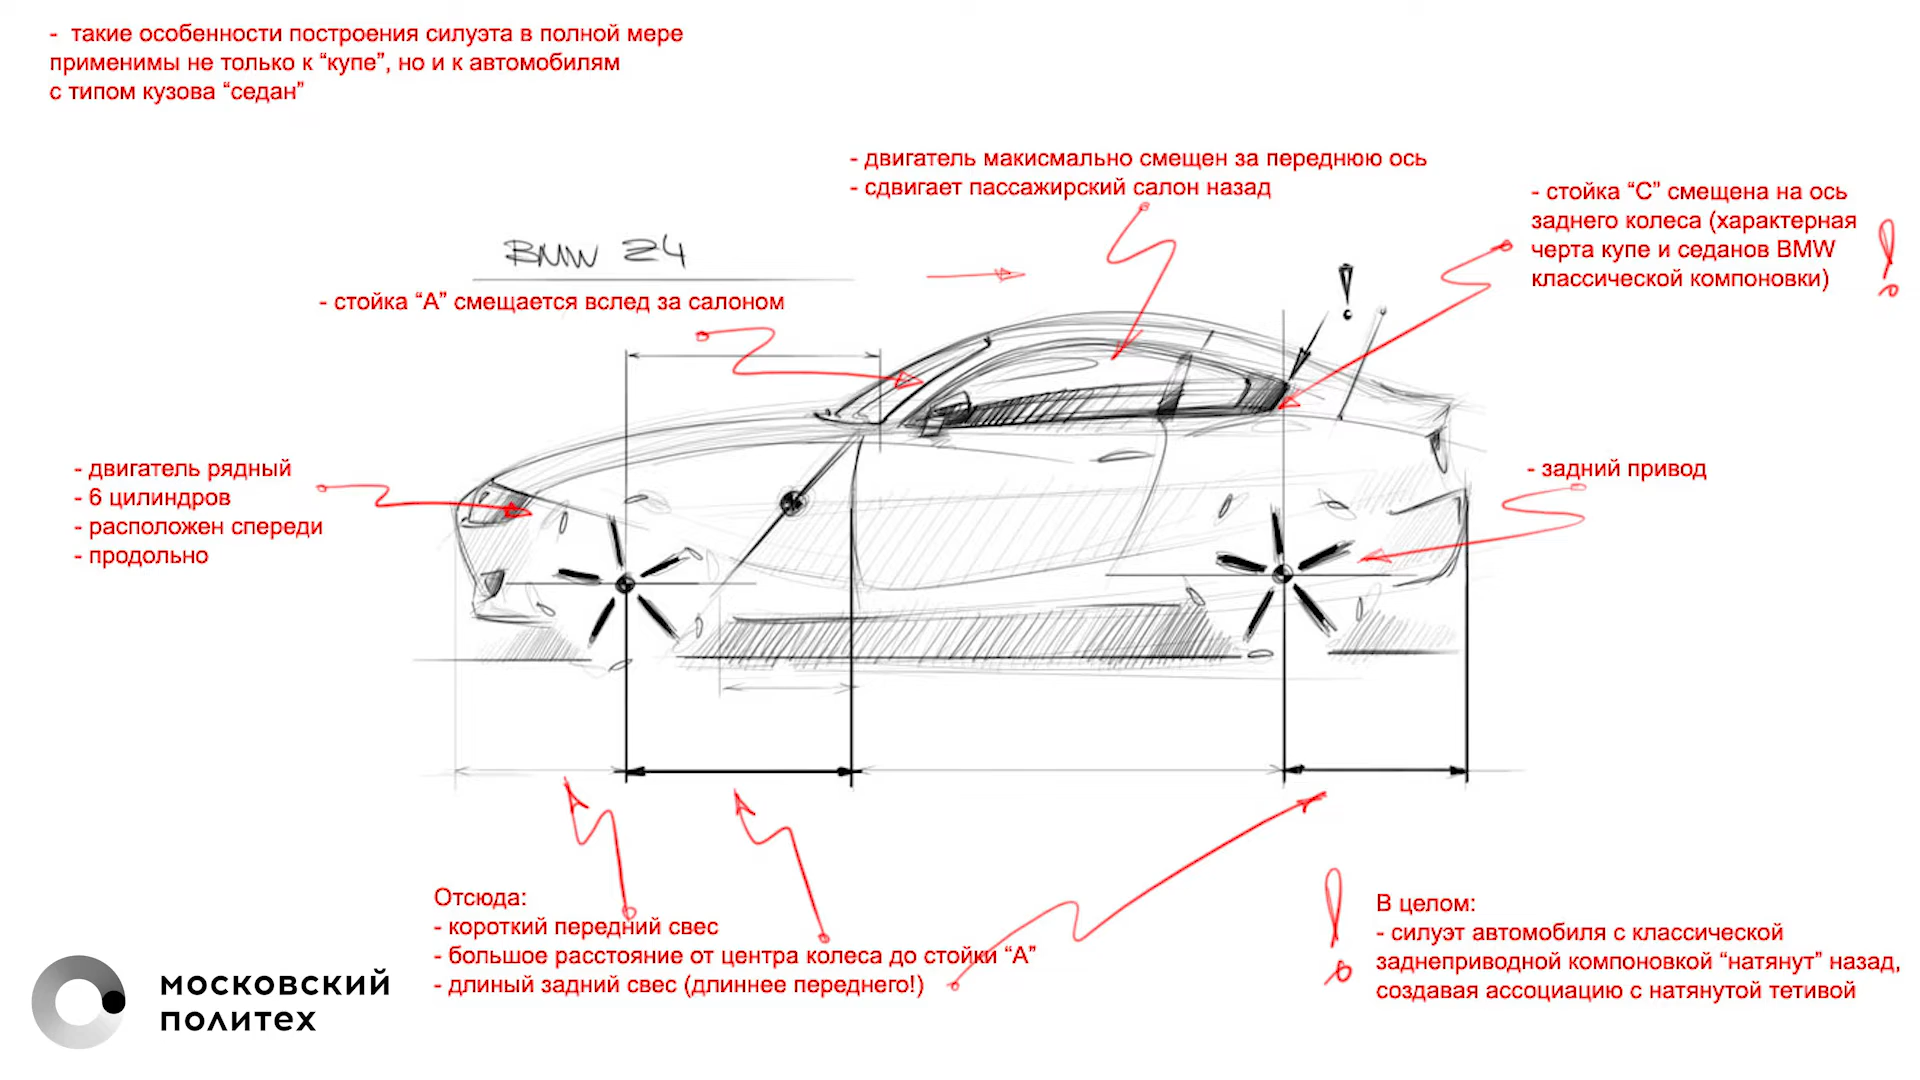 - такие особенности построения силуэта в полной мере
применимы не только к “купе”, но и к автомобилям
с типом кузова “седан”
- двигатель макисмально смещен за переднюю ось
- сдвигает пассажирский салон назад
- стойка “С” смещена на ось
заднего колеса (характерная
черта купе и седанов BMW
классической компоновки)
!
BMW Z4
!
- стойка “А” смещается вслед за салоном
- двигатель рядный
- 6 цилиндров
- расположен спереди
- продольно
- задний привод
Отсюда:
- короткий передний свес
- большое расстояние от центра колеса до стойки “А”
- длиный задний свес (длиннее переднего!)
!
В целом:
- силуэт автомобиля с классической
заднеприводной компоновкой “натянут” назад,
создавая ассоциацию с натянутой тетивой
МОСКОВСКИЙ
ПОЛИТЕХ